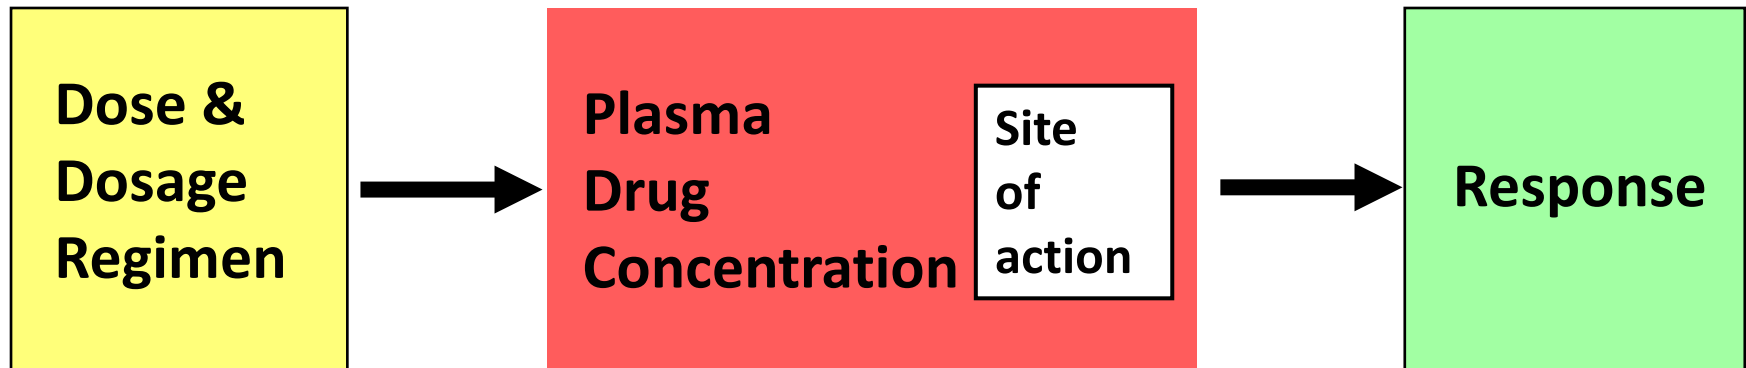 Dose &
Dosage
Regimen
Plasma
Drug
Concentration
Site
of
action
Response